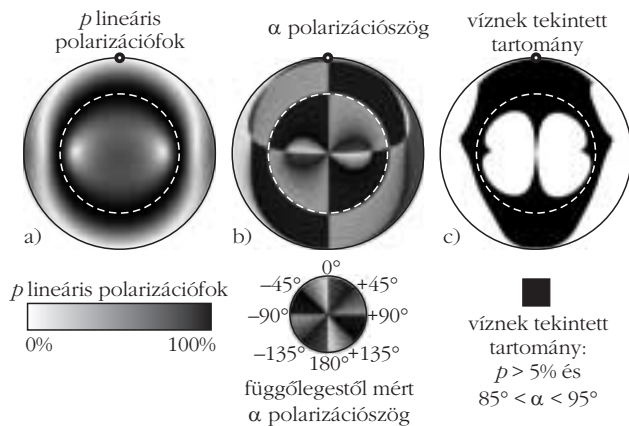 p lineáris
polarizációfok
α polarizációszög
víznek tekintett
tartomány
a)
b)
c)
p lineáris polarizációfok
0%
100%
0°
–45°
+45°
–90°
+90°
–135°
+135°
180°
függőlegestől mért
α polarizációszög
víznek tekintett
tartomány:
p > 5% és
85° < α < 95°